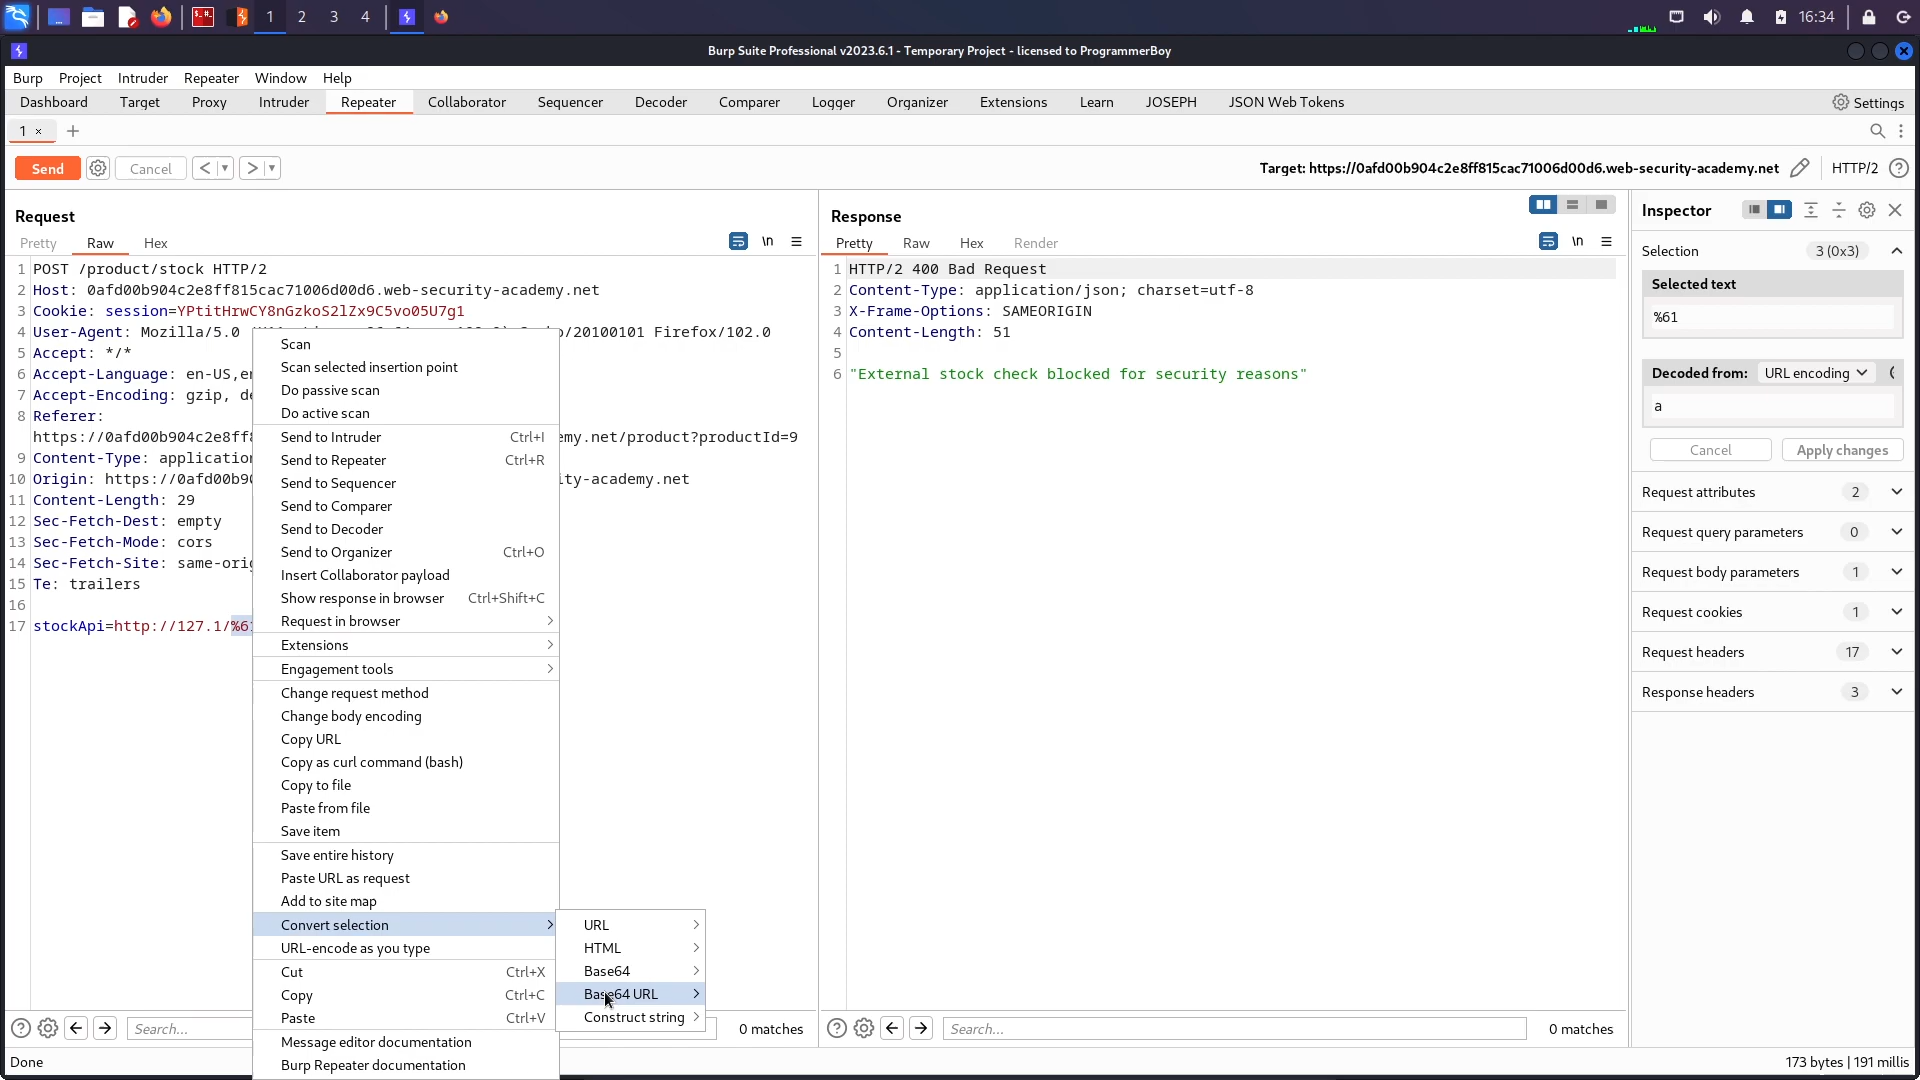 1 2 3 4 16:34
Burp Suite Professional v2023.6.1 - Temporary Project - licensed to ProgrammerBoy
Burp Project Intruder Repeater Window Help
Dashboard Target Proxy Intruder Repeater Collaborator Sequencer Decoder Comparer Logger Organizer Extensions Learn JOSEPH JSON Web Tokens Settings
1 × +
Send Cancel < > Target: https://0afd00b904c2e8ff815cac71006d00d6.web-security-academy.net HTTP/2 ?
Request
Pretty Raw Hex \n
1 POST /product/stock HTTP/2
2 Host: 0afd00b904c2e8ff815cac71006d00d6.web-security-academy.net
3 Cookie: session=YPtitHrwCY8nGzkoS2lZx9C5vo05U7g1
4 User-Agent: Mozilla/5.0 /20100101 Firefox/102.0
5 Accept: */*
6 Accept-Language: en-US,en
7 Accept-Encoding: gzip, de
8 Referer:
https://0afd00b904c2e8ff8 emy.net/product?productId=9
9 Content-Type: application
10 Origin: https://0afd00b90 ity-academy.net
11 Content-Length: 29
12 Sec-Fetch-Dest: empty
13 Sec-Fetch-Mode: cors
14 Sec-Fetch-Site: same-orig
15 Te: trailers
16
17 stockApi=http://127.1/%61
Scan
Scan selected insertion point
Do passive scan
Do active scan
Send to Intruder Ctrl+I
Send to Repeater Ctrl+R
Send to Sequencer
Send to Comparer
Send to Decoder
Send to Organizer Ctrl+O
Insert Collaborator payload
Show response in browser Ctrl+Shift+C
Request in browser
Extensions
Engagement tools
Change request method
Change body encoding
Copy URL
Copy as curl command (bash)
Copy to file
Paste from file
Save item
Save entire history
Paste URL as request
Add to site map
Convert selection
URL-encode as you type
Cut Ctrl+X
Copy Ctrl+C
Paste Ctrl+V
Message editor documentation
Burp Repeater documentation
URL
HTML
Base64
Base64 URL
Construct string
Search... 0 matches
Response
Pretty Raw Hex Render \n
1 HTTP/2 400 Bad Request
2 Content-Type: application/json; charset=utf-8
3 X-Frame-Options: SAMEORIGIN
4 Content-Length: 51
5
6 "External stock check blocked for security reasons"
Search... 0 matches
Inspector
Selection 3 (0x3)
Selected text
%61
Decoded from: URL encoding
a
Cancel Apply changes
Request attributes 2
Request query parameters 0
Request body parameters 1
Request cookies 1
Request headers 17
Response headers 3
Done 173 bytes | 191 millis